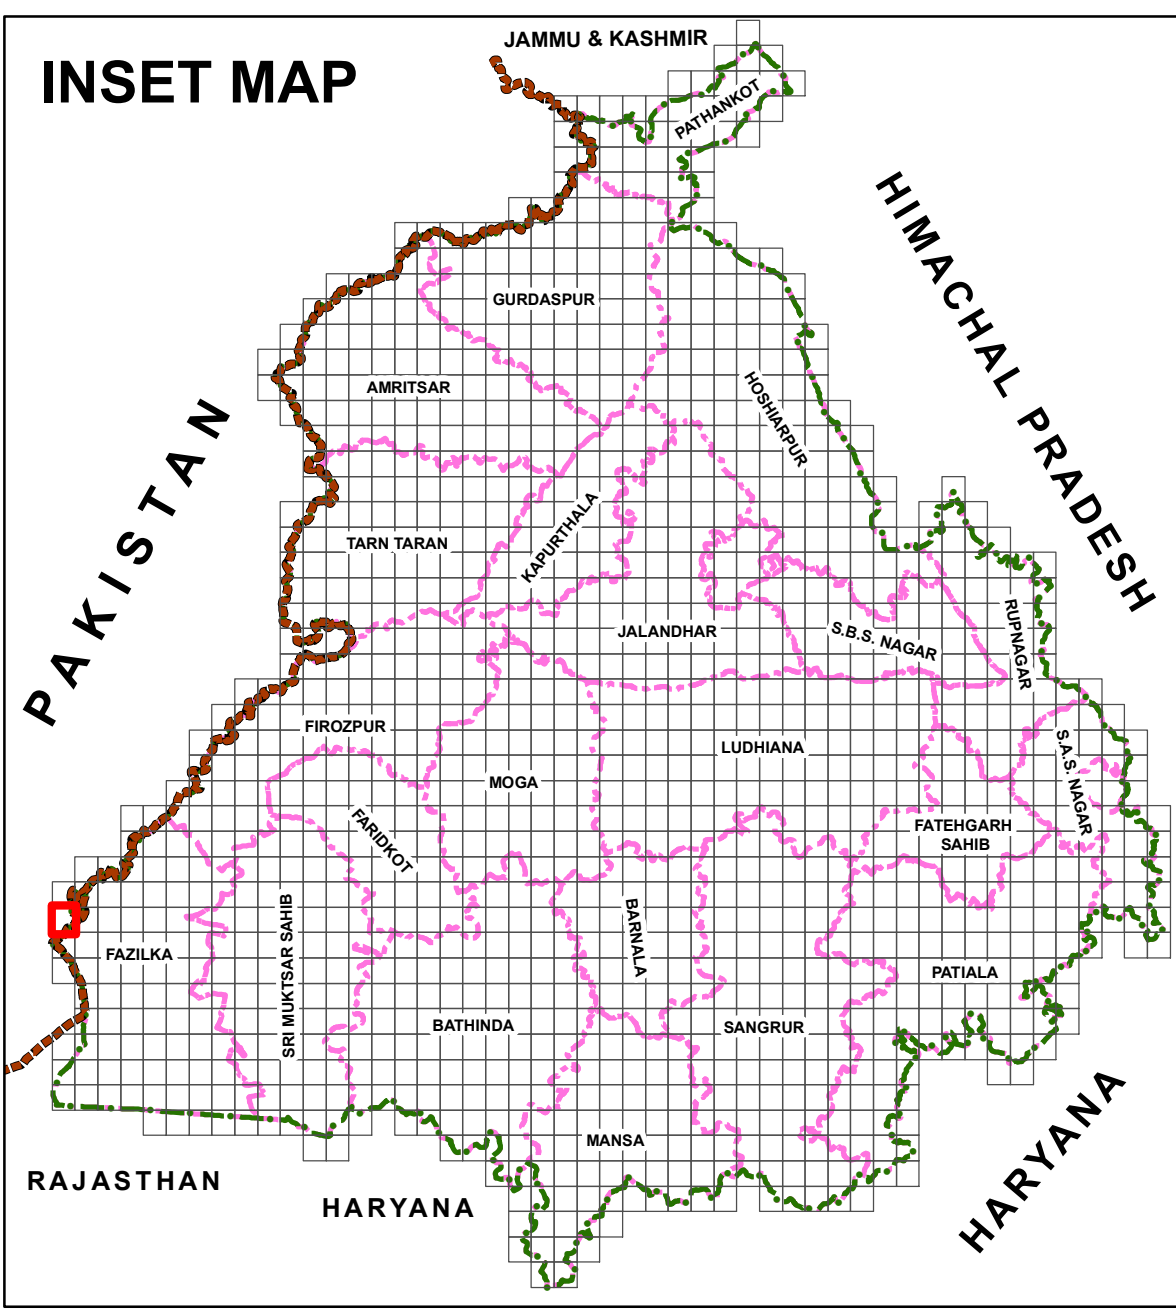 JAMMU & KASHMIR
INSET MAP
PATHANKOT
HIMACHAL PRADESH
GURDASPUR
AMRITSAR
HOSHIARPUR
PAKISTAN
KAPURTHALA
TARN TARAN
RUPNAGAR
JALANDHAR
S.B.S. NAGAR
FIROZPUR
LUDHIANA
S.A.S. NAGAR
MOGA
FARIDKOT
FATEHGARH
SAHIB
SRI MUKTSAR SAHIB
BARNALA
FAZILKA
PATIALA
BATHINDA
SANGRUR
MANSA
HARYANA
RAJASTHAN
HARYANA